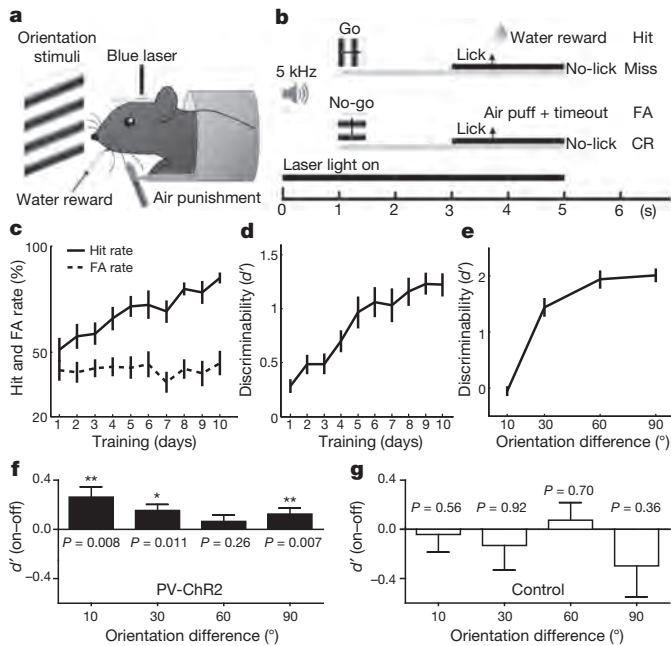 a
Orientation
stimuli
Blue laser
Water reward
Air punishment
b
Go
Water reward
Hit
Lick
No-lick
Miss
5 kHz
No-go
Air puff + timeout
FA
Lick
No-lick
CR
Laser light on
0 1 2 3 4 5 6 (s)
c
Hit and FA rate (%)
100
50
20
Hit rate
FA rate
1 2 3 4 5 6 7 8 9 10
Training (days)
d
Discriminability (d′)
1.5
1
0.5
0
1 2 3 4 5 6 7 8 9 10
Training (days)
e
Discriminability (d′)
2
1
0
10 30 60 90
Orientation difference (°)
f
d′ (on–off)
0.4
0.0
−0.4
** * **
P = 0.008 P = 0.011 P = 0.26 P = 0.007
PV-ChR2
10 30 60 90
Orientation difference (°)
g
d′ (on–off)
0.4
0.0
−0.4
P = 0.56 P = 0.92 P = 0.70 P = 0.36
Control
10 30 60 90
Orientation difference (°)